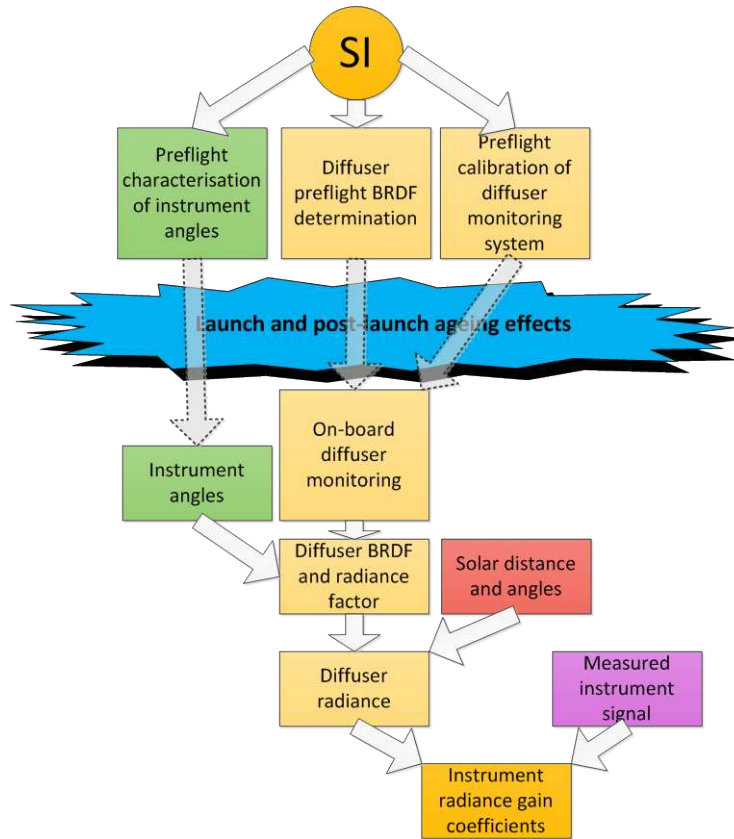 SI
Preflight
characterisation
of instrument
angles
Diffuser
preflight BRDF
determination
Preflight
calibration of
diffuser
monitoring
system
Launch and post-launch ageing effects
On-board
diffuser
monitoring
Instrument
angles
Diffuser BRDF
and radiance
factor
Solar distance
and angles
Diffuser
radiance
Measured
instrument
signal
Instrument
radiance gain
coefficients